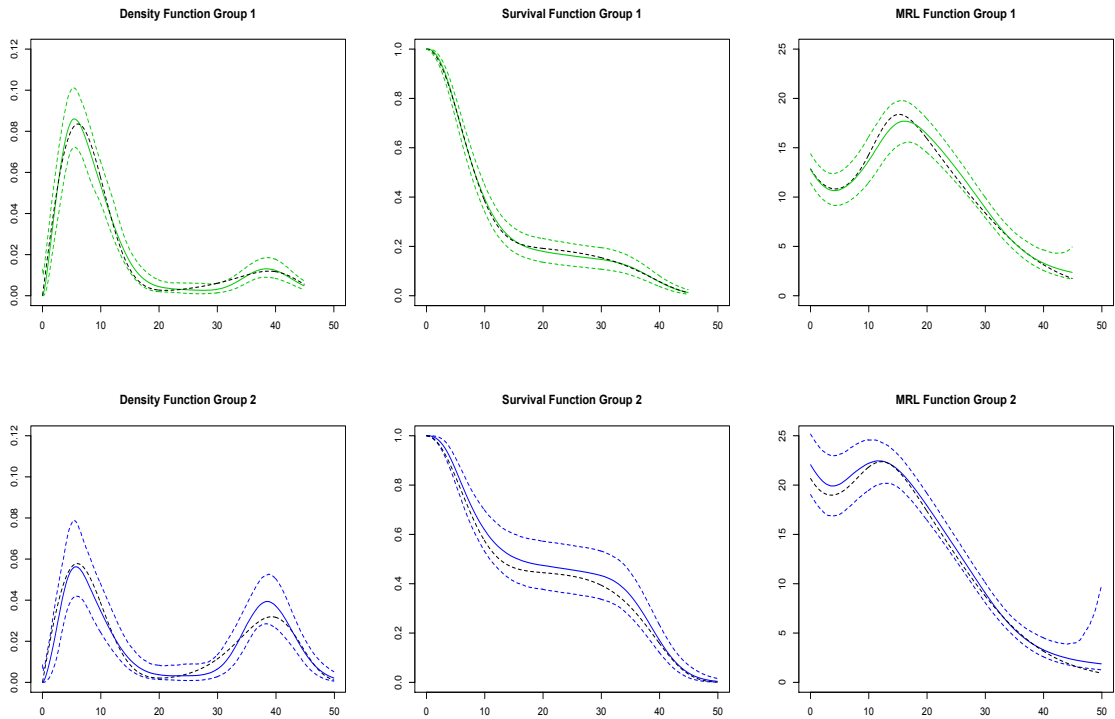 Density Function Group 1
0.00 0.02 0.04 0.06 0.08 0.10 0.12
0 10 20 30 40 50
Survival Function Group 1
0.0 0.2 0.4 0.6 0.8 1.0
0 10 20 30 40 50
MRL Function Group 1
0 5 10 15 20 25
0 10 20 30 40 50
Density Function Group 2
0.00 0.02 0.04 0.06 0.08 0.10 0.12
0 10 20 30 40 50
Survival Function Group 2
0.0 0.2 0.4 0.6 0.8 1.0
0 10 20 30 40 50
MRL Function Group 2
0 5 10 15 20 25
0 10 20 30 40 50